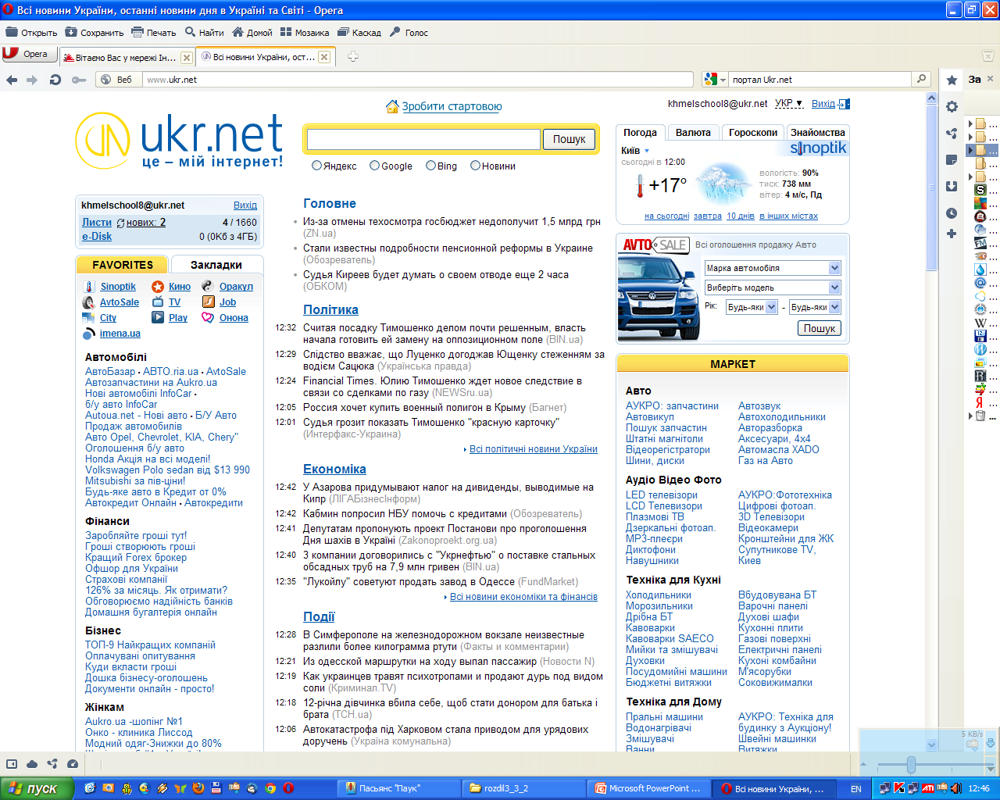 Всі новини України, останні новини дня в Україні та Світі - Opera
Открыть Сохранить Печать Найти Домой Мозаика Каскад Голос
Opera Вітаємо Вас у мережі Ін... Всі новини України, ост...
Веб www.ukr.net портал Ukr.net
За
Зробити стартовою
khmelschool8@ukr.net УКР ▼ Вихід
ukr.net
це – мій інтернет!
Пошук
Яндекс Google Bing Новини
khmelschool8@ukr.net Вихід
Листи нових: 2 4 / 1660
e-Disk 0 (0Кб з 4ГБ)
FAVORITES Закладки
Sinoptik Кино Оракул
AvtoSale TV Job
City Play Онона
imena.ua
Автомобілі
АвтоБазар • АВТО.ria.ua • AvtoSale
Автозапчастини на Aukro.ua
Нові автомобілі InfoCar •
б/у авто InfoCar
Autoua.net - Нові авто • Б/У Авто
Продаж автомобилів
Авто Opel, Chevrolet, KIA, Chery"
Оголошення б/у авто
Honda Акція на всі моделі!
Volkswagen Polo sedan від $13 990
Mitsubishi за пів-ціни!
Будь-яке авто в Кредит от 0%
Автокредит Онлайн • Автокредити
Фінанси
Заробляйте гроші тут!
Гроші створюють гроші
Кращий Forex брокер
Офшор для України
Страхові компанії
126% за місяць. Як отримати?
Обговорюємо надійність банків
Домашня бугалтерія онлайн
Бізнес
ТОП-9 Найкращих компаній
Оплачувані опитування
Куди вкласти гроші
Дошка бізнесу-оголошень
Документи онлайн - просто!
Жінкам
Aukro.ua -шопінг №1
Онко - клиника Лиссод
Модний одяг-Знижки до 80%
Головне
Из-за отмены техосмотра госбюджет недополучит 1,5 млрд грн
(ZN.ua)
Стали известны подробности пенсионной реформы в Украине
(Обозреватель)
Судья Киреев будет думать о своем отводе еще 2 часа
(ОБКОМ)
Політика
12:32 Считая посадку Тимошенко делом почти решенным, власть
начала готовить ей замену на оппозиционном поле (BIN.ua)
12:29 Слідство вважає, що Луценко догоджав Ющенку стеженням за
водієм Сацюка (Українська правда)
12:24 Financial Times. Юлию Тимошенко ждет новое следствие в
связи со сделками по газу (NEWSru.ua)
12:05 Россия хочет купить военный полигон в Крыму (Багнет)
12:01 Судья грозит показать Тимошенко "красную карточку"
(Интерфакс-Украина)
Всі політичні новини України
Економіка
12:42 У Азарова придумывают налог на дивиденды, выводимые на
Кипр (ЛІГАБізнесІнформ)
12:42 Кабмин попросил НБУ помочь с кредитами (Обозреватель)
12:41 Депутатам пропонують проект Постанови про проголошення
Дня шахів в Україні (Zakonoproekt.org.ua)
12:40 3 компании договорились с "Укрнефтью" о поставке стальных
обсадных труб на 7,9 млн гривен (BIN.ua)
12:35 "Лукойлу" советуют продать завод в Одессе (FundMarket)
Всі новини економіки та фінансів
Події
12:28 В Симферополе на железнодорожном вокзале неизвестные
разлили более килограмма ртути (Факты и комментарии)
12:21 Из одесской маршрутки на ходу выпал пассажир (Новости N)
12:19 Как украинцев травят психотропами и продают дурь под видом
соли (Криминал.TV)
12:18 12-річна дівчинка вбила себе, щоб стати донором для батька і
брата (ТСН.ua)
12:06 Автокатастрофа під Харковом стала приводом для урядових
доручень (Україна комунальна)
Погода Валюта Гороскопи Знайомства
Київ sinoptik
сьогодні в 12:00
+17°
вологість: 90%
тиск: 738 мм
вітер: 4 м/с, Пд
на сьогодні завтра 10 днів в інших містах
AVTO SALE Всі оголошення продажу Авто
Марка автомобіля
Виберіть модель
Рік: Будь-яки - Будь-яки
Пошук
МАРКЕТ
Авто
АУКРО: запчастини Автозвук
Автовикуп Автохолодильники
Пошук запчастин Авторазборка
Штатні магнітоли Аксесуари, 4x4
Відеорегістратори Автомасла XADO
Шини, диски Газ на Авто
Аудіо Відео Фото
LED телевізори АУКРО:Фототехніка
LCD Телевизори Цифрові фотоап.
Плазмові ТВ 3D Телевізори
Дзеркальні фотоап. Відеокамери
MP3-плєєри Кронштейни для ЖК
Диктофони Супутникове TV,
Навушники Киев
Техніка для Кухні
Холодильники Вбудовувана БТ
Морозильники Варочні панелі
Дрібна БТ Духові шафи
Кавоварки Кухонні плити
Кавоварки SAECO Газові поверхні
Мийки та змішувачі Електричні панелі
Духовки Кухоні комбайни
Посудомийні машини М'ясорубки
Бюджетні витяжки Соковижималки
Техніка для Дому
Пральні машини АУКРО: Техніка для
Водонагрівачі будинку з Аукціону!
Змішувачі Швейні машинки
Ванни Витяжки
5 KB/s
пуск Пасьянс "Паук" rozdil3_3_2 Microsoft PowerPoint ... Всі новини України, ... EN 12:46